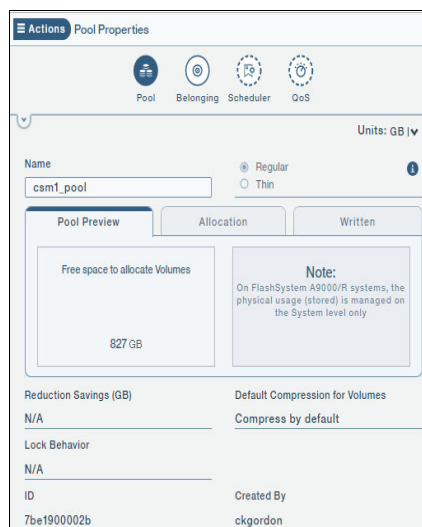 Actions Pool Properties
Pool Belonging Scheduler QoS
Units: GB
Name
csm1_pool
Regular
Thin
Pool Preview Allocation Written
Free space to allocate Volumes
827 GB
Note:
On FlashSystem A9000/R systems, the
physical usage (stored) is managed on
the System level only
Reduction Savings (GB) Default Compression for Volumes
N/A Compress by default
Lock Behavior
N/A
ID Created By
7be1900002b ckgordon